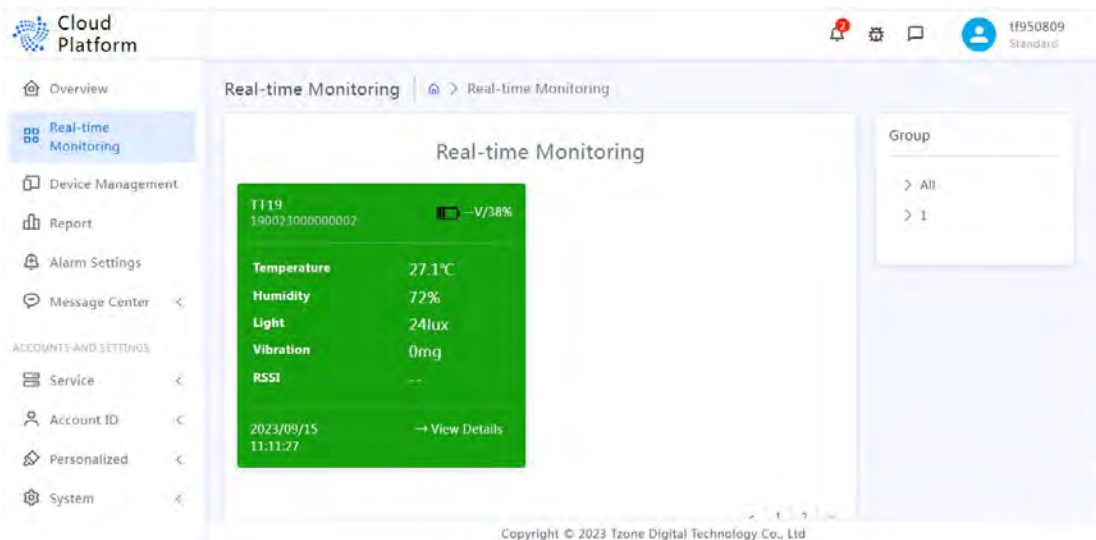 Cloud
Platform
2
tf950809
Standard
Overview
Real-time
Monitoring
Device Management
Report
Alarm Settings
Message Center
ACCOUNTS AND SETTINGS
Service
Account ID
Personalized
System
Real-time Monitoring
> Real-time Monitoring
Real-time Monitoring
TT19
190023000000002
--V/38%
Temperature 27.1℃
Humidity 72%
Light 24lux
Vibration 0mg
RSSI --
2023/09/15
11:11:27
→ View Details
Group
> All
> 1
Copyright © 2023 Tzone Digital Technology Co., Ltd